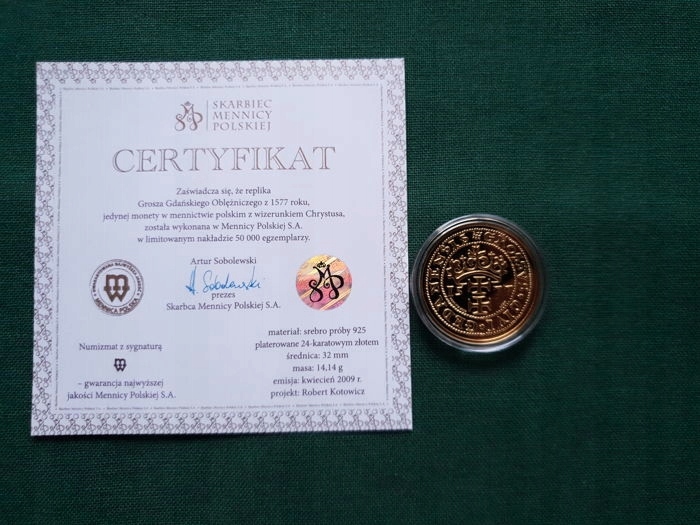 SKARBIEC
MENNICY
POLSKIEJ
CERTYFIKAT
Zaświadcza się, że replika
Grosza Gdańskiego Oblężniczego z 1577 roku,
jedynej monety w mennictwie polskim z wizerunkiem Chrystusa,
została wykonana w Mennicy Polskiej S.A.
w limitowanym nakładzie 50 000 egzemplarzy.
Artur Sobolewski
A. Sobolewski
prezes
Skarbca Mennicy Polskiej S.A.
MENNICA POLSKA
Numizmat z sygnaturą
– gwarancja najwyższej
jakości Mennicy Polskiej S.A.
materiał: srebro próby 925
platerowane 24-karatowym złotem
średnica: 32 mm
masa: 14,14 g
emisja: kwiecień 2009 r.
projekt: Robert Kotowicz